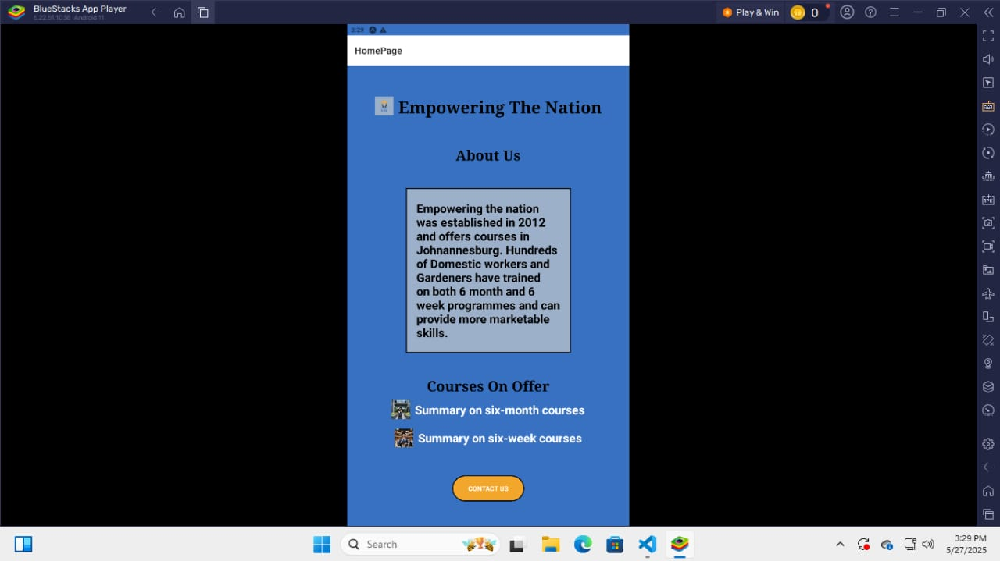 BlueStacks App Player
5.22.51.1038 Android 11
Play & Win
0
3:29
HomePage
Empowering The Nation
About Us
Empowering the nation
was established in 2012
and offers courses in
Johnannesburg. Hundreds
of Domestic workers and
Gardeners have trained
on both 6 month and 6
week programmes and can
provide more marketable
skills.
Courses On Offer
Summary on six-month courses
Summary on six-week courses
CONTACT US
Search
3:29 PM
5/27/2025